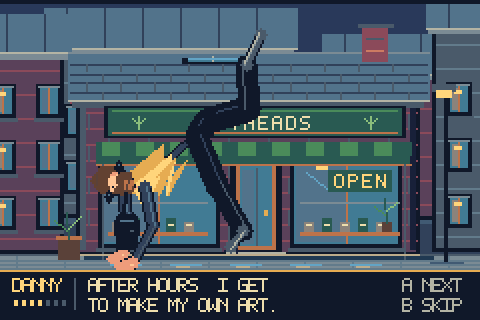 HEADS
OPEN
DANNY
AFTER HOURS I GET
TO MAKE MY OWN ART.
A NEXT
B SKIP